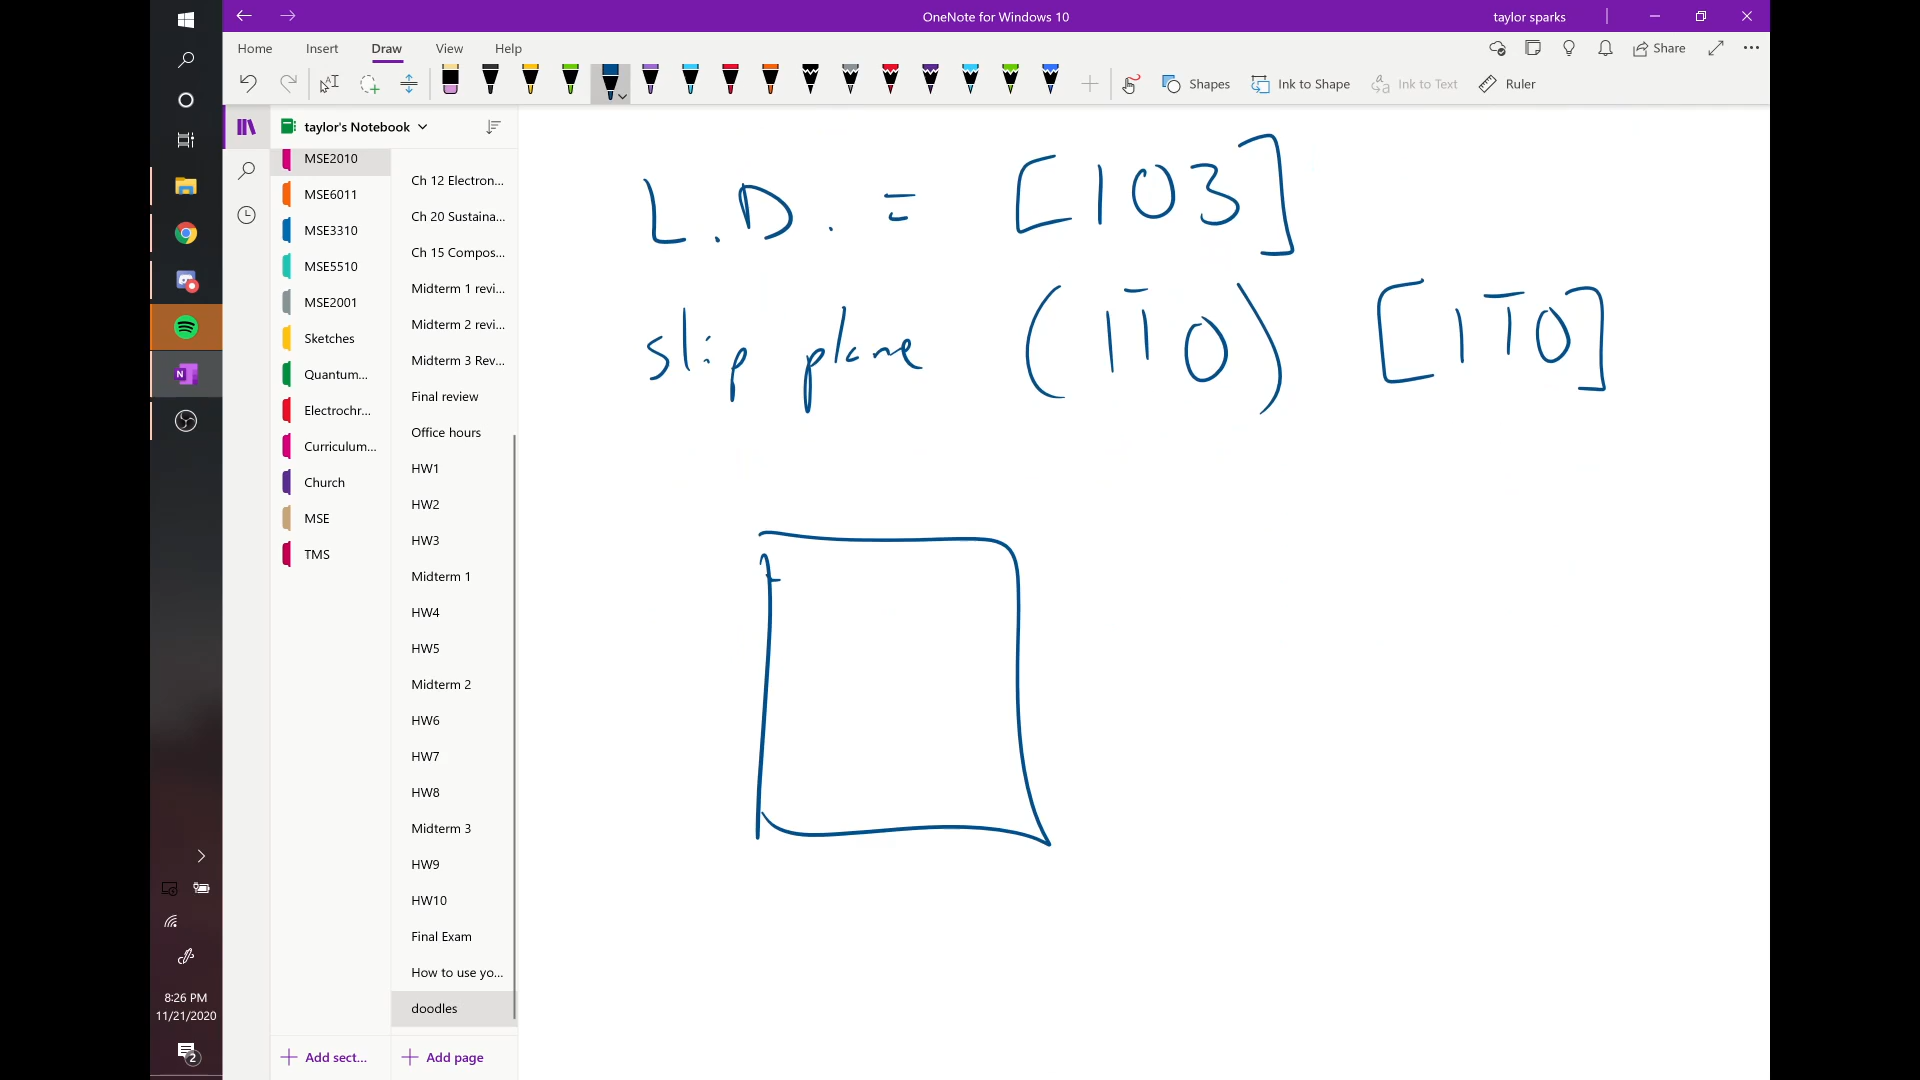 OneNote for Windows 10
taylor sparks
Home Insert Draw View Help
Share
Shapes Ink to Shape Ink to Text Ruler
taylor's Notebook
MSE2010
MSE6011
MSE3310
MSE5510
MSE2001
Sketches
Quantum...
Electrochr...
Curriculum...
Church
MSE
TMS
Add sect...
Ch 12 Electron...
Ch 20 Sustaina...
Ch 15 Compos...
Midterm 1 revi...
Midterm 2 revi...
Midterm 3 Rev...
Final review
Office hours
HW1
HW2
HW3
Midterm 1
HW4
HW5
Midterm 2
HW6
HW7
HW8
Midterm 3
HW9
HW10
Final Exam
How to use yo...
doodles
Add page
L.D. = [103]
slip plane (11̄0) [11̄0]
8:26 PM
11/21/2020
2